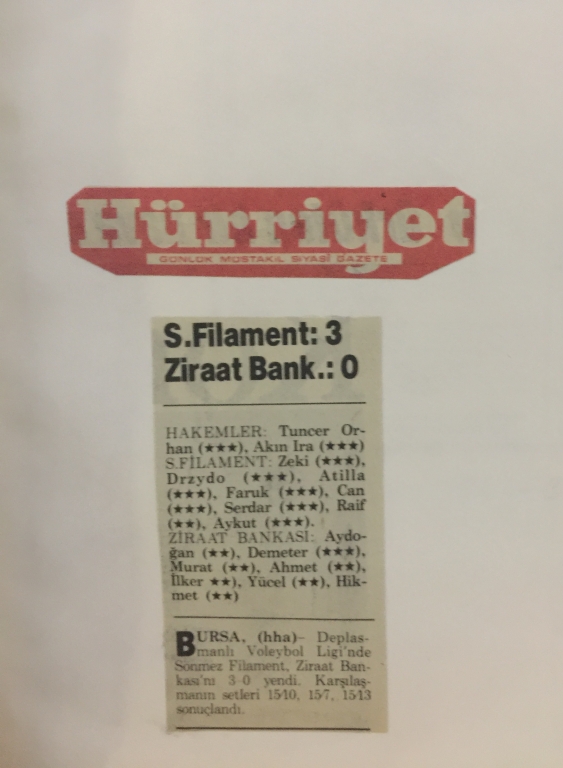 Hürriyet
GÜNLÜK MÜSTAKİL SİYASİ GAZETE
S.Filament: 3
Ziraat Bank.: 0
HAKEMLER: Tuncer Or-
han (★★★), Akın Ira (★★★)
S.FİLAMENT: Zeki (★★★),
Drzydo (★★★), Atilla
(★★★), Faruk (★★★), Can
(★★★), Serdar (★★★), Raif
(★★), Aykut (★★★).
ZİRAAT BANKASI: Aydo-
ğan (★★), Demeter (★★★),
Murat (★★), Ahmet (★★),
İlker ★★), Yücel (★★), Hik-
met (★★)
BURSA, (hha)– Deplas-
manlı Voleybol Ligi'nde
Sönmez Filament, Ziraat Ban-
kası'nı 3-0 yendi. Karşılaş-
manın setleri 15-10, 15-7, 15-13
sonuçlandı.